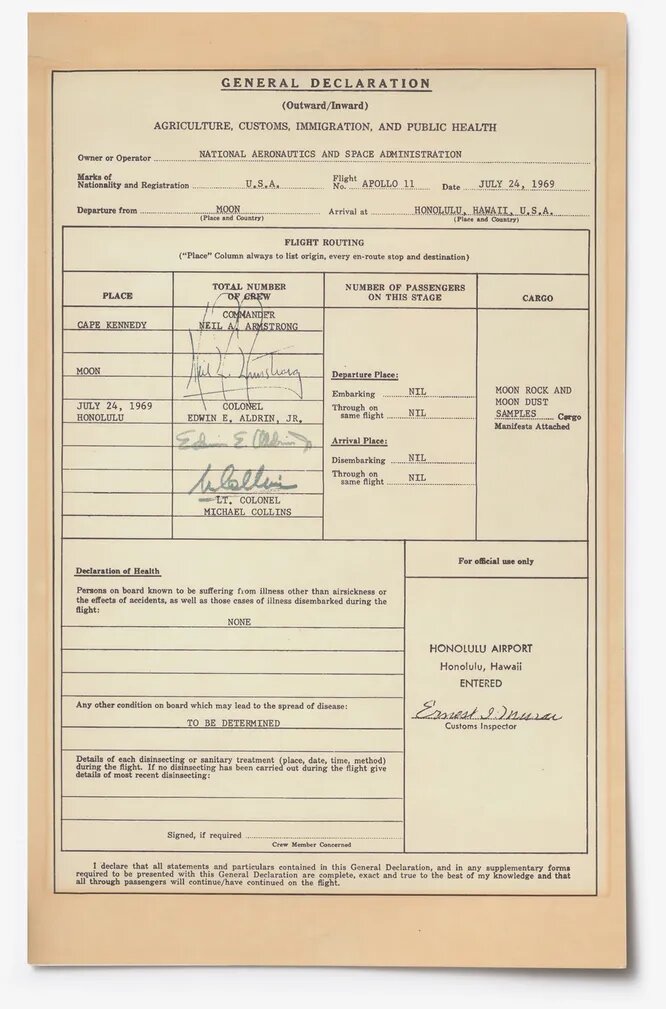 GENERAL DECLARATION
(Outward/Inward)
AGRICULTURE, CUSTOMS, IMMIGRATION, AND PUBLIC HEALTH
Owner or Operator NATIONAL AERONAUTICS AND SPACE ADMINISTRATION
Marks of
Nationality and Registration U.S.A. Flight No. APOLLO 11 Date JULY 24, 1969
Departure from MOON Arrival at HONOLULU, HAWAII, U.S.A.
(Place and Country) (Place and Country)
FLIGHT ROUTING
("Place" Column always to list origin, every en-route stop and destination)
PLACE
TOTAL NUMBER
OF CREW
NUMBER OF PASSENGERS
ON THIS STAGE
CARGO
CAPE KENNEDY
MOON
JULY 24, 1969
HONOLULU
COMMANDER
NEIL A. ARMSTRONG
Neil A. Armstrong
COLONEL
EDWIN E. ALDRIN, JR.
Edwin E. Aldrin Jr
M Collins
LT. COLONEL
MICHAEL COLLINS
Departure Place:
Embarking NIL
Through on
same flight NIL
Arrival Place:
Disembarking NIL
Through on
same flight NIL
MOON ROCK AND
MOON DUST
SAMPLES Cargo
Manifests Attached
Declaration of Health
Persons on board known to be suffering from illness other than airsickness or
the effects of accidents, as well as those cases of illness disembarked during the
flight:
NONE
Any other condition on board which may lead to the spread of disease:
TO BE DETERMINED
Details of each disinsecting or sanitary treatment (place, date, time, method)
during the flight. If no disinsecting has been carried out during the flight give
details of most recent disinsecting:
Signed, if required
Crew Member Concerned
For official use only
HONOLULU AIRPORT
Honolulu, Hawaii
ENTERED
Ernest I. Murai
Customs Inspector
I declare that all statements and particulars contained in this General Declaration, and in any supplementary forms
required to be presented with this General Declaration are complete, exact and true to the best of my knowledge and that
all through passengers will continue/have continued on the flight.